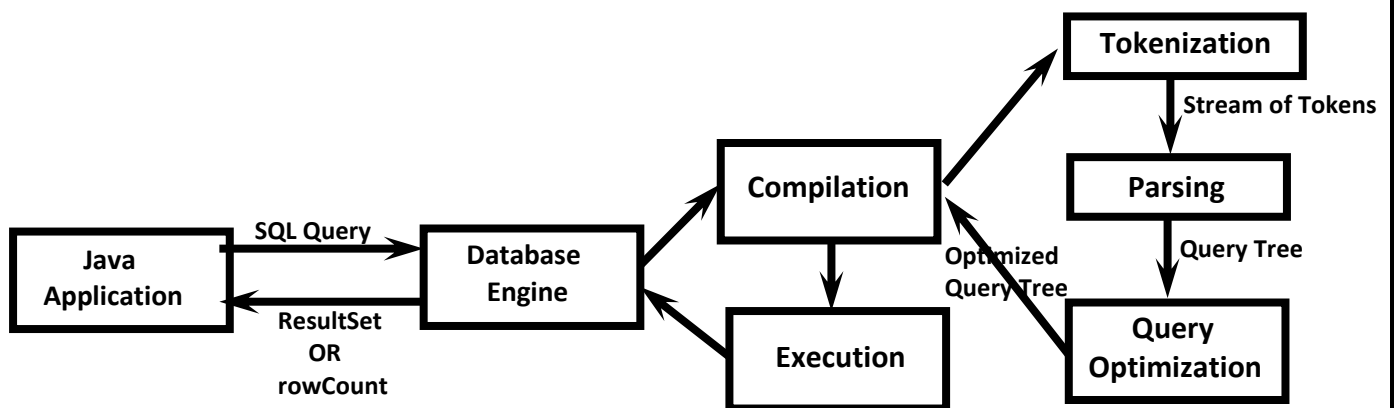 Tokenization
Stream of Tokens
Compilation
Parsing
SQL Query
Java
Application
Database
Engine
Optimized
Query Tree
Query Tree
ResultSet
OR
rowCount
Execution
Query
Optimization